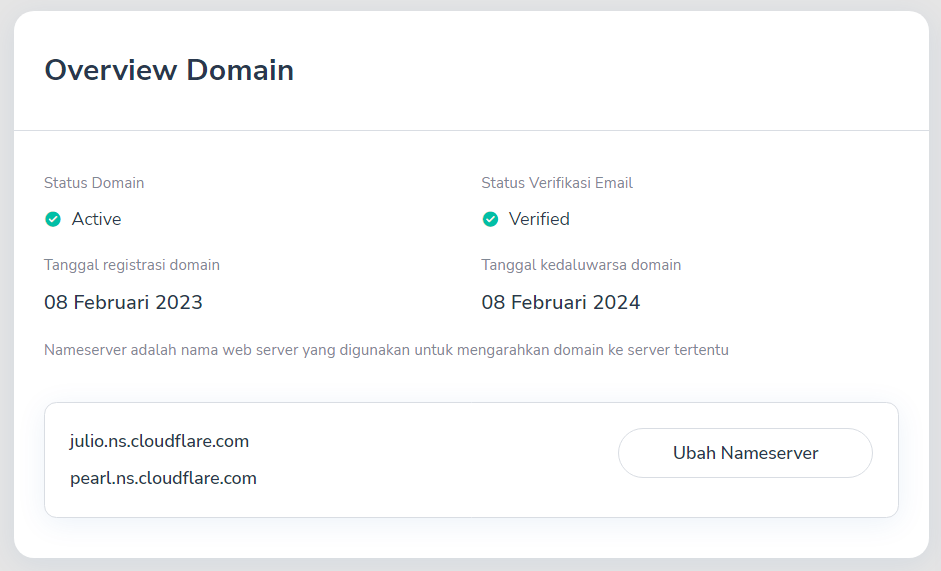 Overview Domain
Status Domain
Status Verifikasi Email
Active
Verified
Tanggal registrasi domain
Tanggal kedaluwarsa domain
08 Februari 2023
08 Februari 2024
Nameserver adalah nama web server yang digunakan untuk mengarahkan domain ke server tertentu
julio.ns.cloudflare.com
pearl.ns.cloudflare.com
Ubah Nameserver